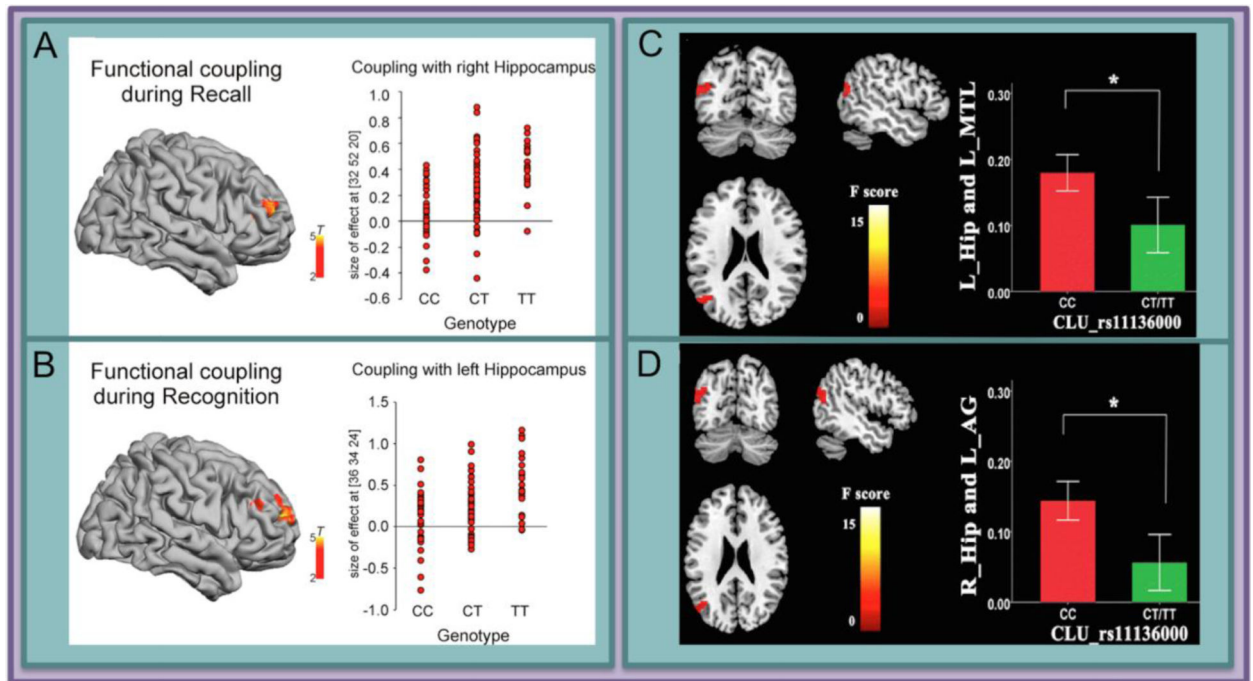 A
Functional coupling
during Recall
5 T
2
Coupling with right Hippocampus
size of effect at [32 52 20]
1.0
0.8
0.6
0.4
0.2
0.0
-0.2
-0.4
-0.6
CC CT TT
Genotype
B
Functional coupling
during Recognition
5 T
2
Coupling with left Hippocampus
size of effect at [36 34 24]
1.5
1.0
0.5
0.0
-0.5
-1.0
CC CT TT
Genotype
C
F score
15
0
L_Hip and L_MTL
0.30
0.20
0.10
0.00
*
CC CT/TT
CLU_rs11136000
D
F score
15
0
R_Hip and L_AG
0.30
0.20
0.10
0.00
*
CC CT/TT
CLU_rs11136000